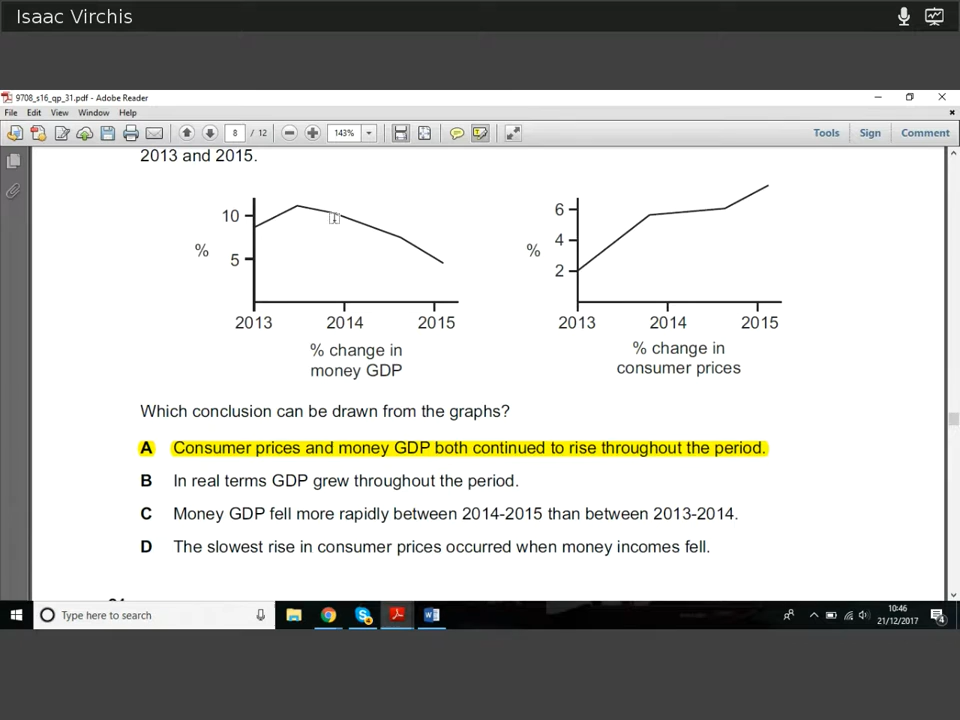 Isaac Virchis
9708_s16_qp_31.pdf - Adobe Reader
File Edit View Window Help
8 / 12 143% Tools Sign Comment
2013 and 2015.
10
%
5
2013 2014 2015
% change in
money GDP
6
4
%
2
2013 2014 2015
% change in
consumer prices
Which conclusion can be drawn from the graphs?
A Consumer prices and money GDP both continued to rise throughout the period.
B In real terms GDP grew throughout the period.
C Money GDP fell more rapidly between 2014-2015 than between 2013-2014.
D The slowest rise in consumer prices occurred when money incomes fell.
Type here to search
10:46
21/12/2017
4